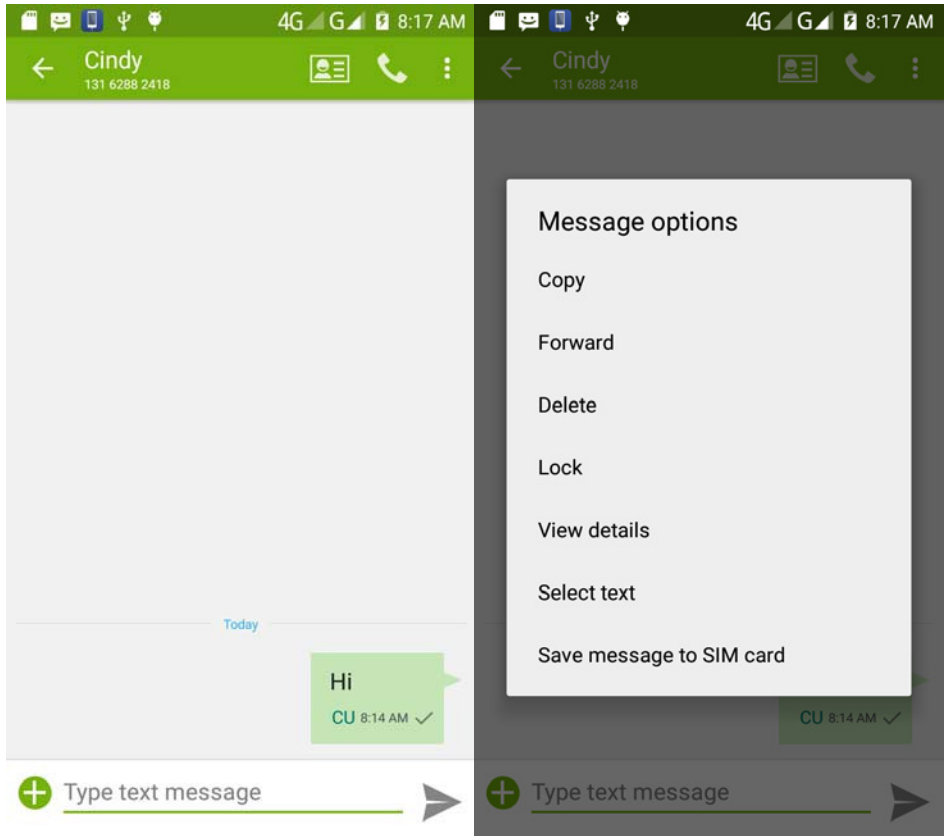 4G G 8:17 AM
Cindy
131 6288 2418
Today
Hi
CU 8:14 AM
Type text message
4G G 8:17 AM
Cindy
131 6288 2418
Message options
Copy
Forward
Delete
Lock
View details
Select text
Save message to SIM card
CU 8:14 AM
Type text message